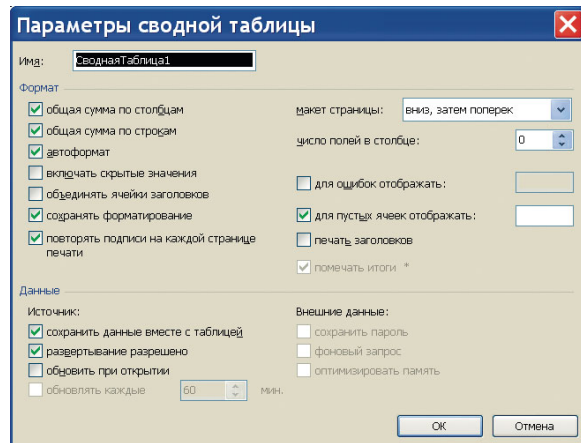 Параметры сводной таблицы
Имя: СводнаяТаблица1
Формат
общая сумма по столбцам
общая сумма по строкам
автоформат
включать скрытые значения
объединять ячейки заголовков
сохранять форматирование
повторять подписи на каждой странице
печати
макет страницы: вниз, затем поперек
число полей в столбце: 0
для ошибок отображать:
для пустых ячеек отображать:
печать заголовков
помечать итоги *
Данные
Источник:
сохранить данные вместе с таблицей
развертывание разрешено
обновить при открытии
обновлять каждые 60 мин.
Внешние данные:
сохранить пароль
фоновый запрос
оптимизировать память
ОК
Отмена